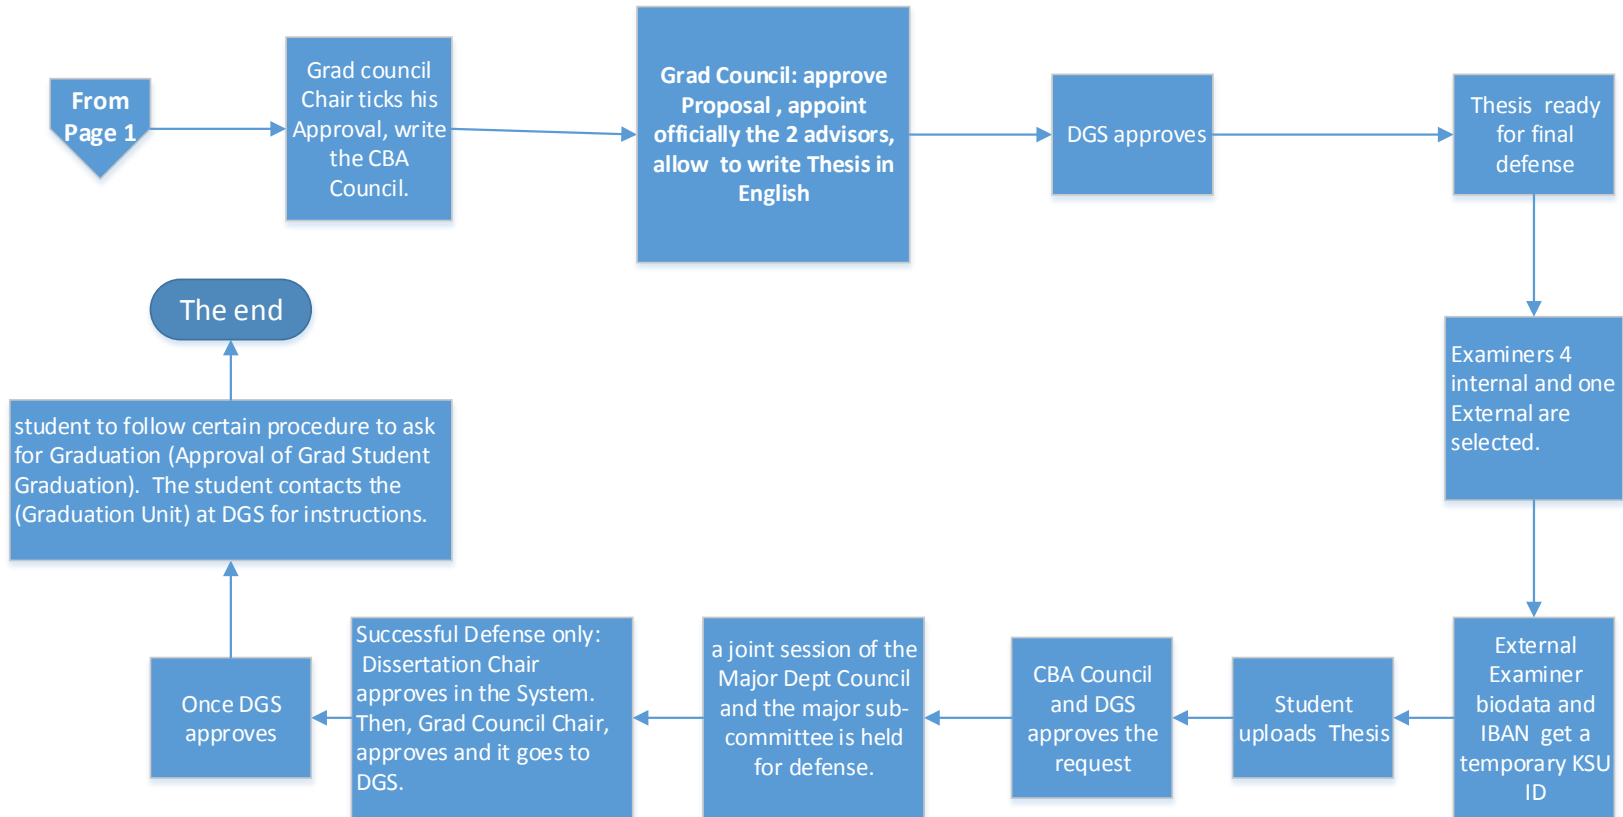 From
Page 1
Grad council
Chair ticks his
Approval, write
the CBA
Council.
Grad Council: approve
Proposal , appoint
officially the 2 advisors,
allow to write Thesis in
English
DGS approves
Thesis ready
for final
defense
Examiners 4
internal and one
External are
selected.
External
Examiner
biodata and
IBAN get a
temporary KSU
ID
Student
uploads Thesis
CBA Council
and DGS
approves the
request
a joint session of the
Major Dept Council
and the major sub-
committee is held
for defense.
Successful Defense only:
Dissertation Chair
approves in the System.
Then, Grad Council Chair,
approves and it goes to
DGS.
Once DGS
approves
student to follow certain procedure to ask
for Graduation (Approval of Grad Student
Graduation). The student contacts the
(Graduation Unit) at DGS for instructions.
The end